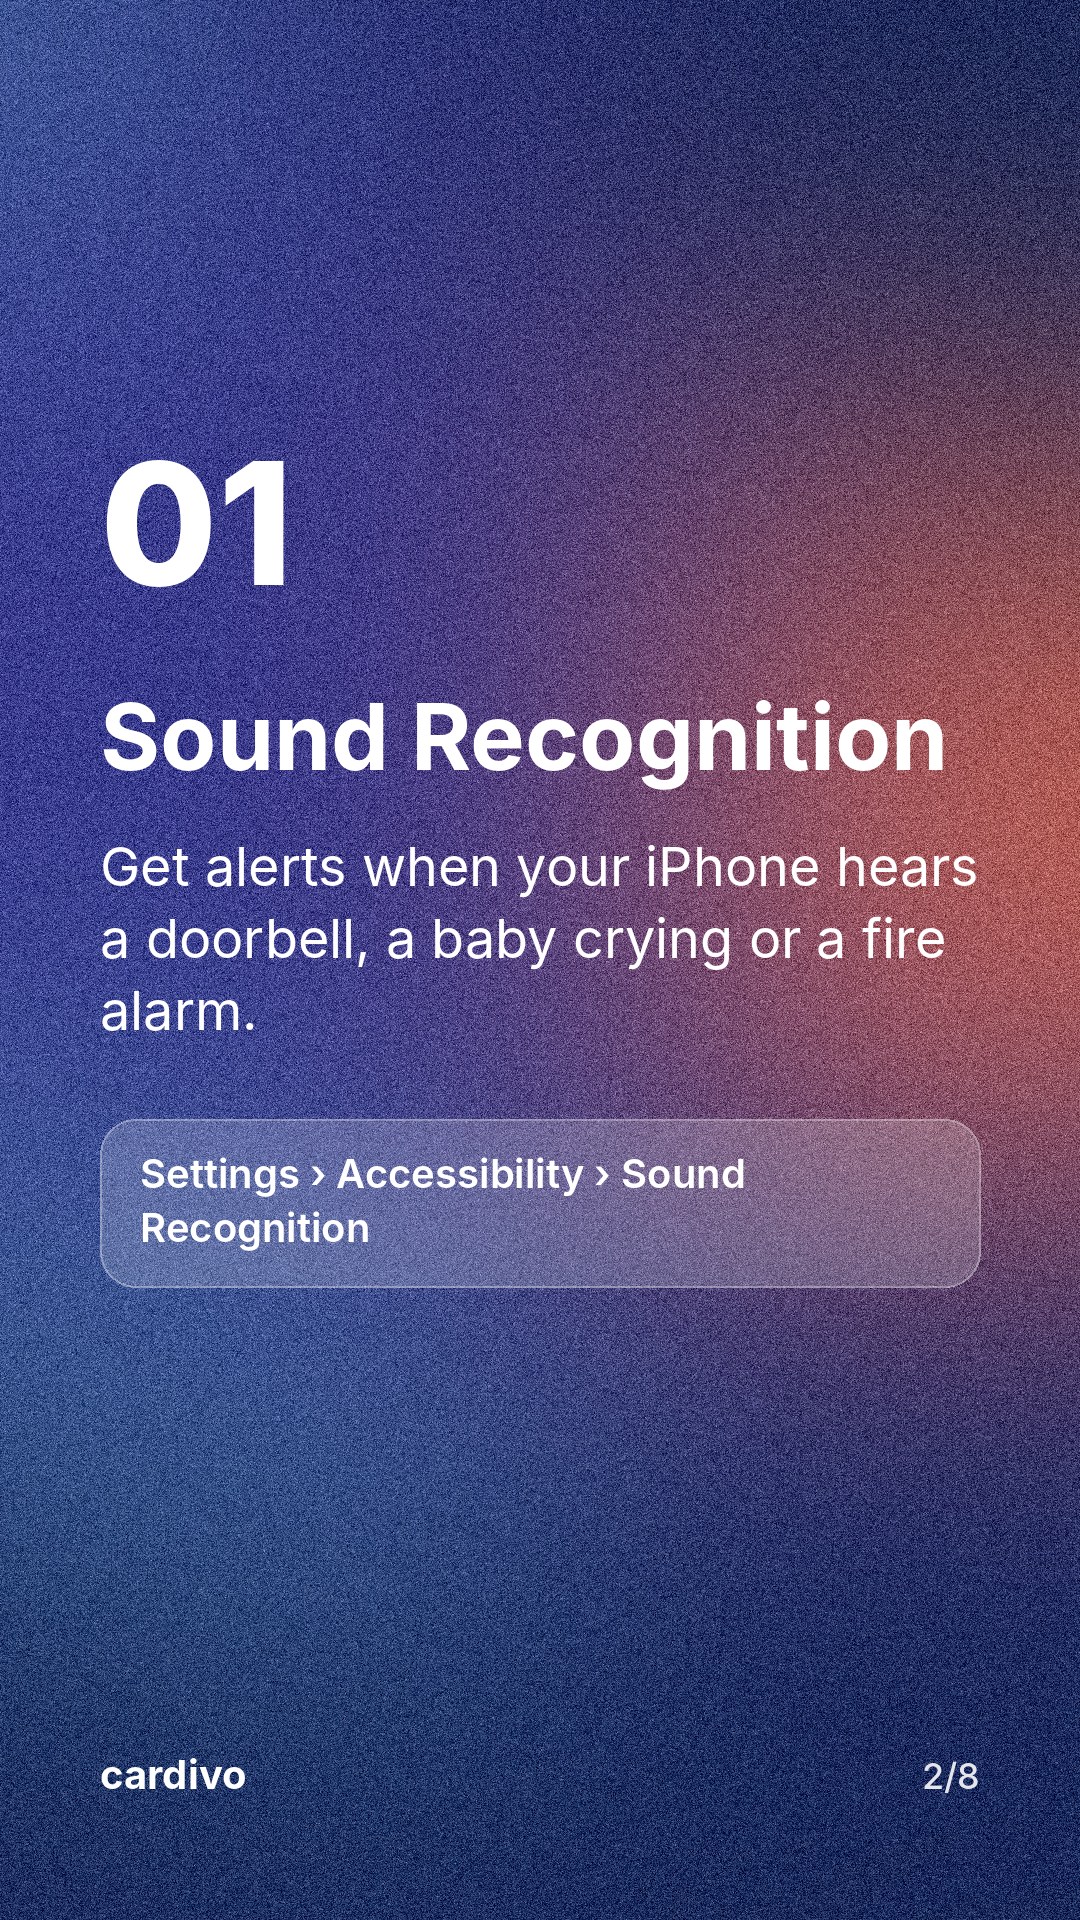 01
Sound Recognition
Get alerts when your iPhone hears
a doorbell, a baby crying or a fire
alarm.
Settings › Accessibility › Sound
Recognition
cardivo
2/8